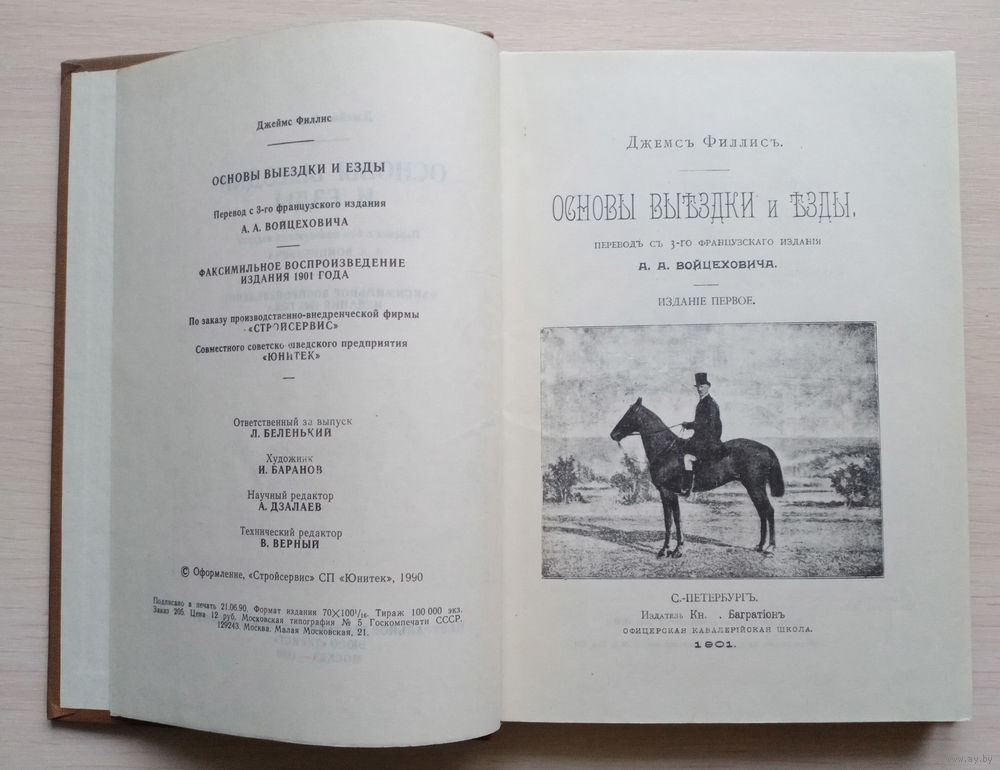 Джеймс Филлис
ОСНОВЫ ВЫЕЗДКИ И ЕЗДЫ
Перевод с 3-го французского издания
А. А. ВОЙЦЕХОВИЧА
ФАКСИМИЛЬНОЕ ВОСПРОИЗВЕДЕНИЕ
ИЗДАНИЯ 1901 ГОДА
По заказу производственно-внедренческой фирмы
«СТРОЙСЕРВИС»
Совместного советско-шведского предприятия
«ЮНИТЕК»
Ответственный за выпуск
Л. БЕЛЕНЬКИЙ
Художник
И. БАРАНОВ
Научный редактор
А. ДЗАЛАЕВ
Технический редактор
В. ВЕРНЫЙ
© Оформление, «Стройсервис» СП «Юнитек», 1990
Подписано в печать 21.06.90. Формат издания 70×100¹/₁₆. Тираж 100 000 экз.
Заказ 205. Цена 12 руб. Московская типография № 5 Госкомпечати СССР.
129243. Москва. Малая Московская, 21.
Джемсъ Филлисъ.
ОСНОВЫ ВЫѢЗДКИ и ѢЗДЫ.
ПЕРЕВОДЪ СЪ 3-ГО ФРАНЦУЗСКАГО ИЗДАНІЯ
А. А. ВОЙЦЕХОВИЧА.
ИЗДАНІЕ ПЕРВОЕ.
С.-ПЕТЕРБУРГЪ.
Издатель Кн. . Багратіонъ
ОФИЦЕРСКАЯ КАВАЛЕРІЙСКАЯ ШКОЛА.
1901.
www.ay.by